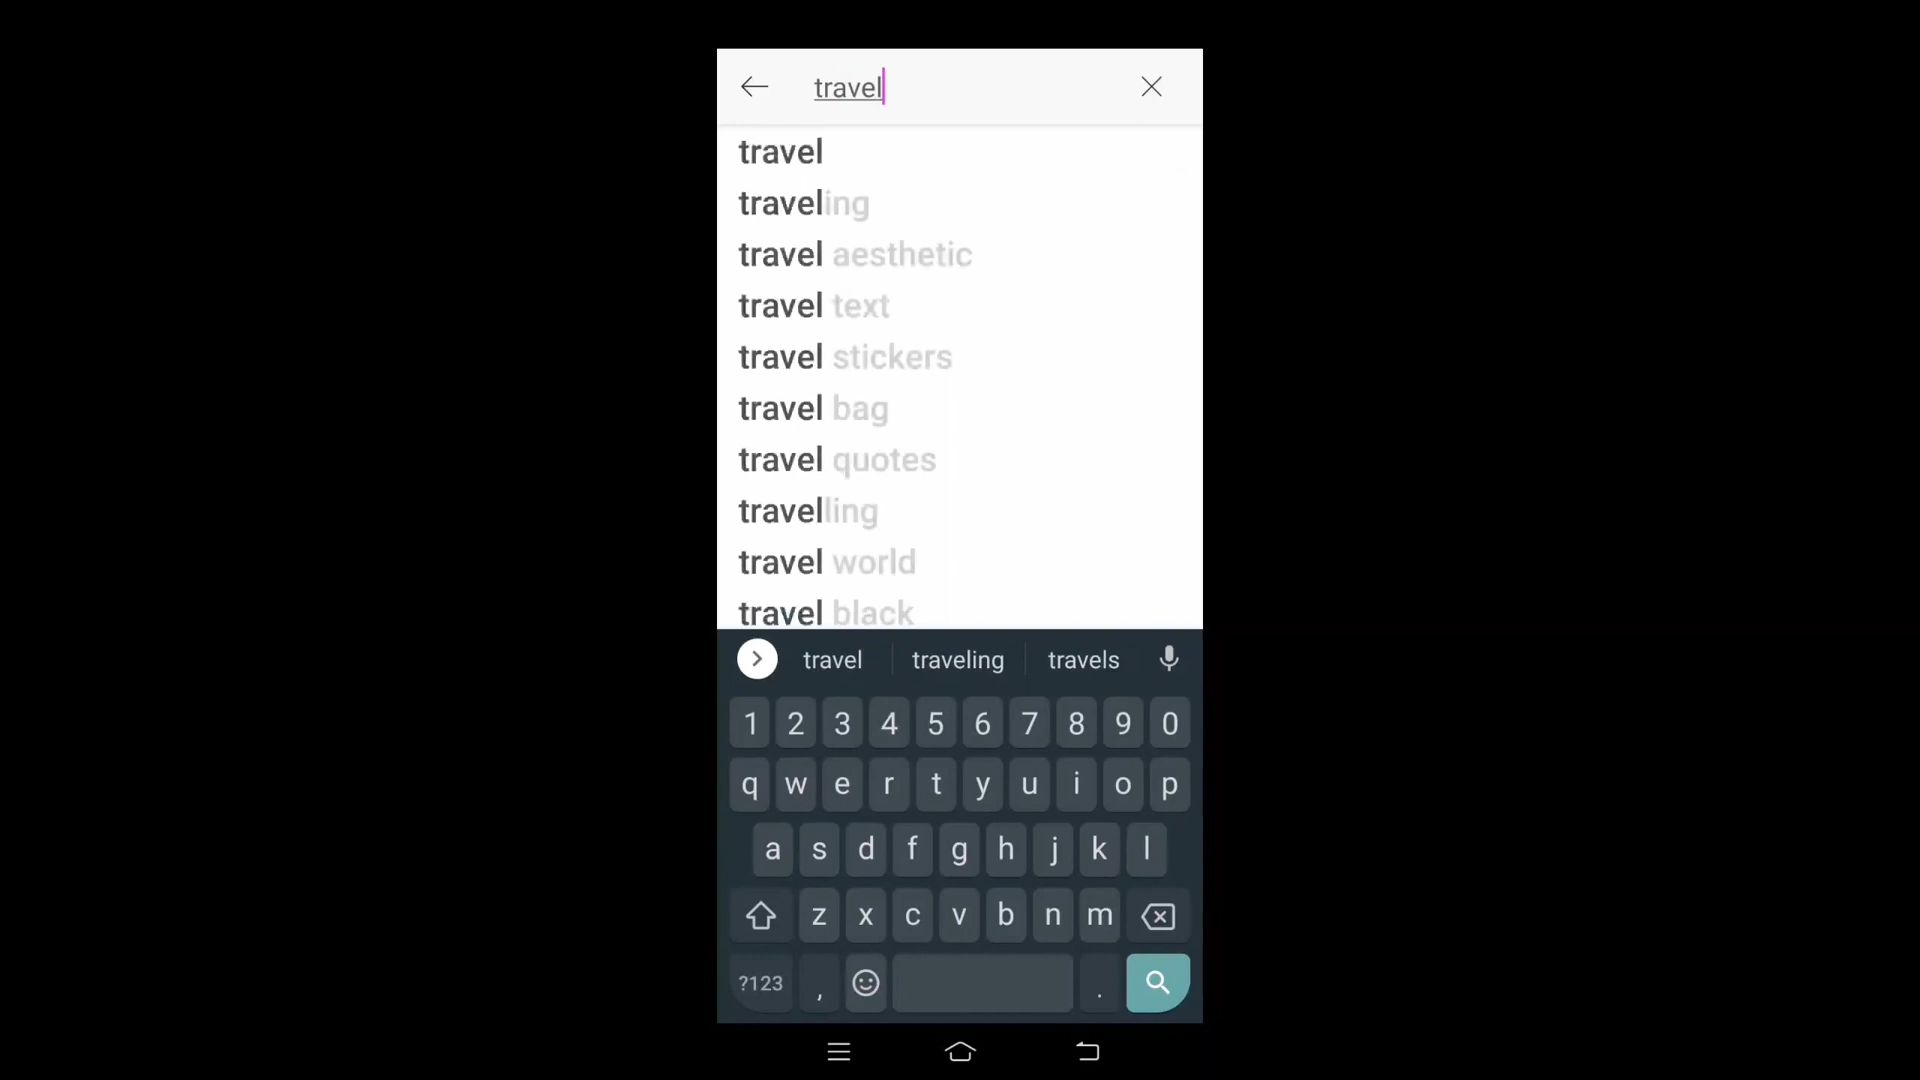 travel
travel
traveling
travel aesthetic
travel text
travel stickers
travel bag
travel quotes
travelling
travel world
travel black
travel traveling travels
1 2 3 4 5 6 7 8 9 0
q w e r t y u i o p
a s d f g h j k l
z x c v b n m
?123 , .